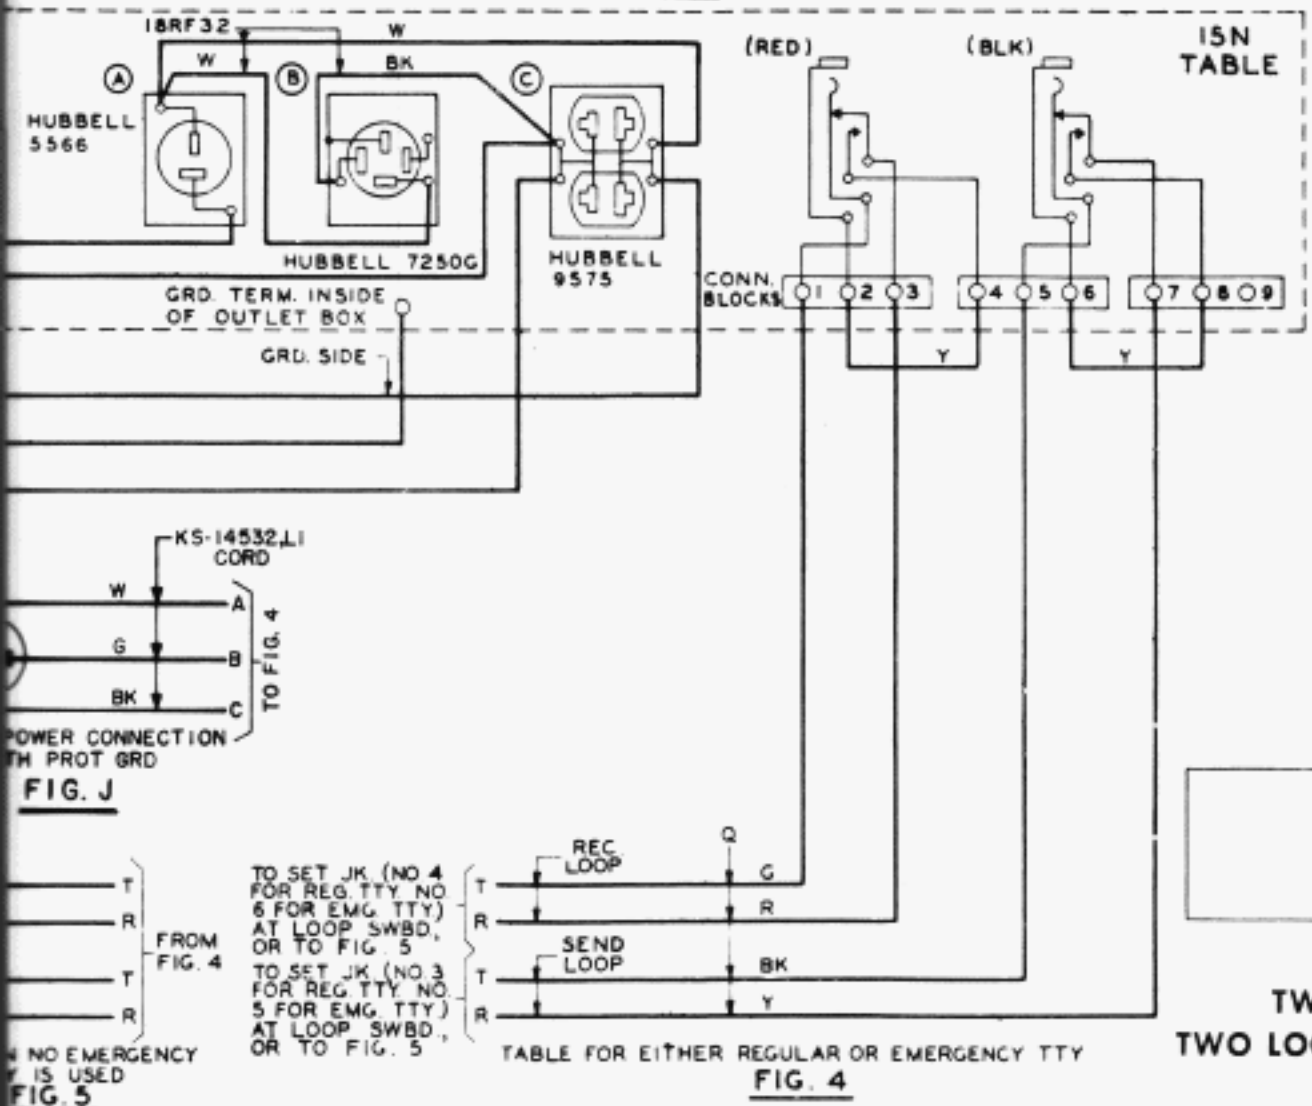 18RF32
W
W
BK
(RED)
(BLK)
15N
TABLE
A
B
C
HUBBELL
5566
HUBBELL 7250G
HUBBELL
9575
CONN.
BLOCKS
1
2
3
4
5
6
7
8
9
GRD. TERM. INSIDE
OF OUTLET BOX
GRD. SIDE
Y
Y
KS-14532,L1
CORD
W
A
G
B
BK
C
TO FIG. 4
POWER CONNECTION
TH PROT GRD
FIG. J
T
R
T
R
FROM
FIG. 4
NO EMERGENCY
IS USED
FIG. 5
TO SET JK. (NO 4
FOR REG. TTY NO.
6 FOR EMG. TTY.)
AT LOOP SWBD.,
OR TO FIG. 5
TO SET JK. (NO. 3
FOR REG. TTY. NO.
5 FOR EMG. TTY.)
AT LOOP SWBD.,
OR TO FIG. 5
T
R
T
R
REC
LOOP
SEND
LOOP
Q
G
R
BK
Y
TABLE FOR EITHER REGULAR OR EMERGENCY TTY
FIG. 4
TW
TWO LOO